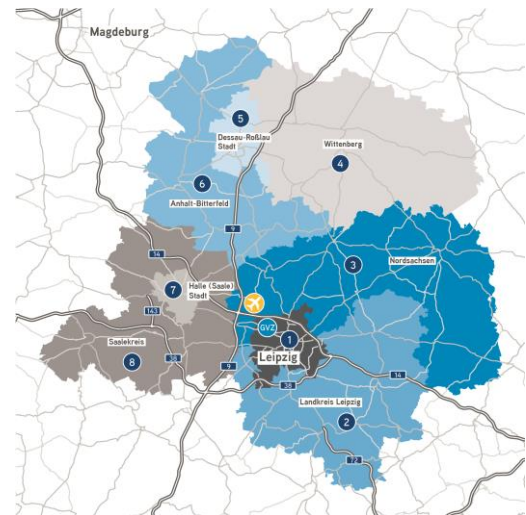 Magdeburg
5
Dessau-Roßlau
Stadt
Wittenberg
4
6
Anhalt-Bitterfeld
9
14
3
Nordsachsen
7
Halle (Saale)
Stadt
143
GVZ
1
Leipzig
Saalekreis
8
38
9
38
14
Landkreis Leipzig
2
72